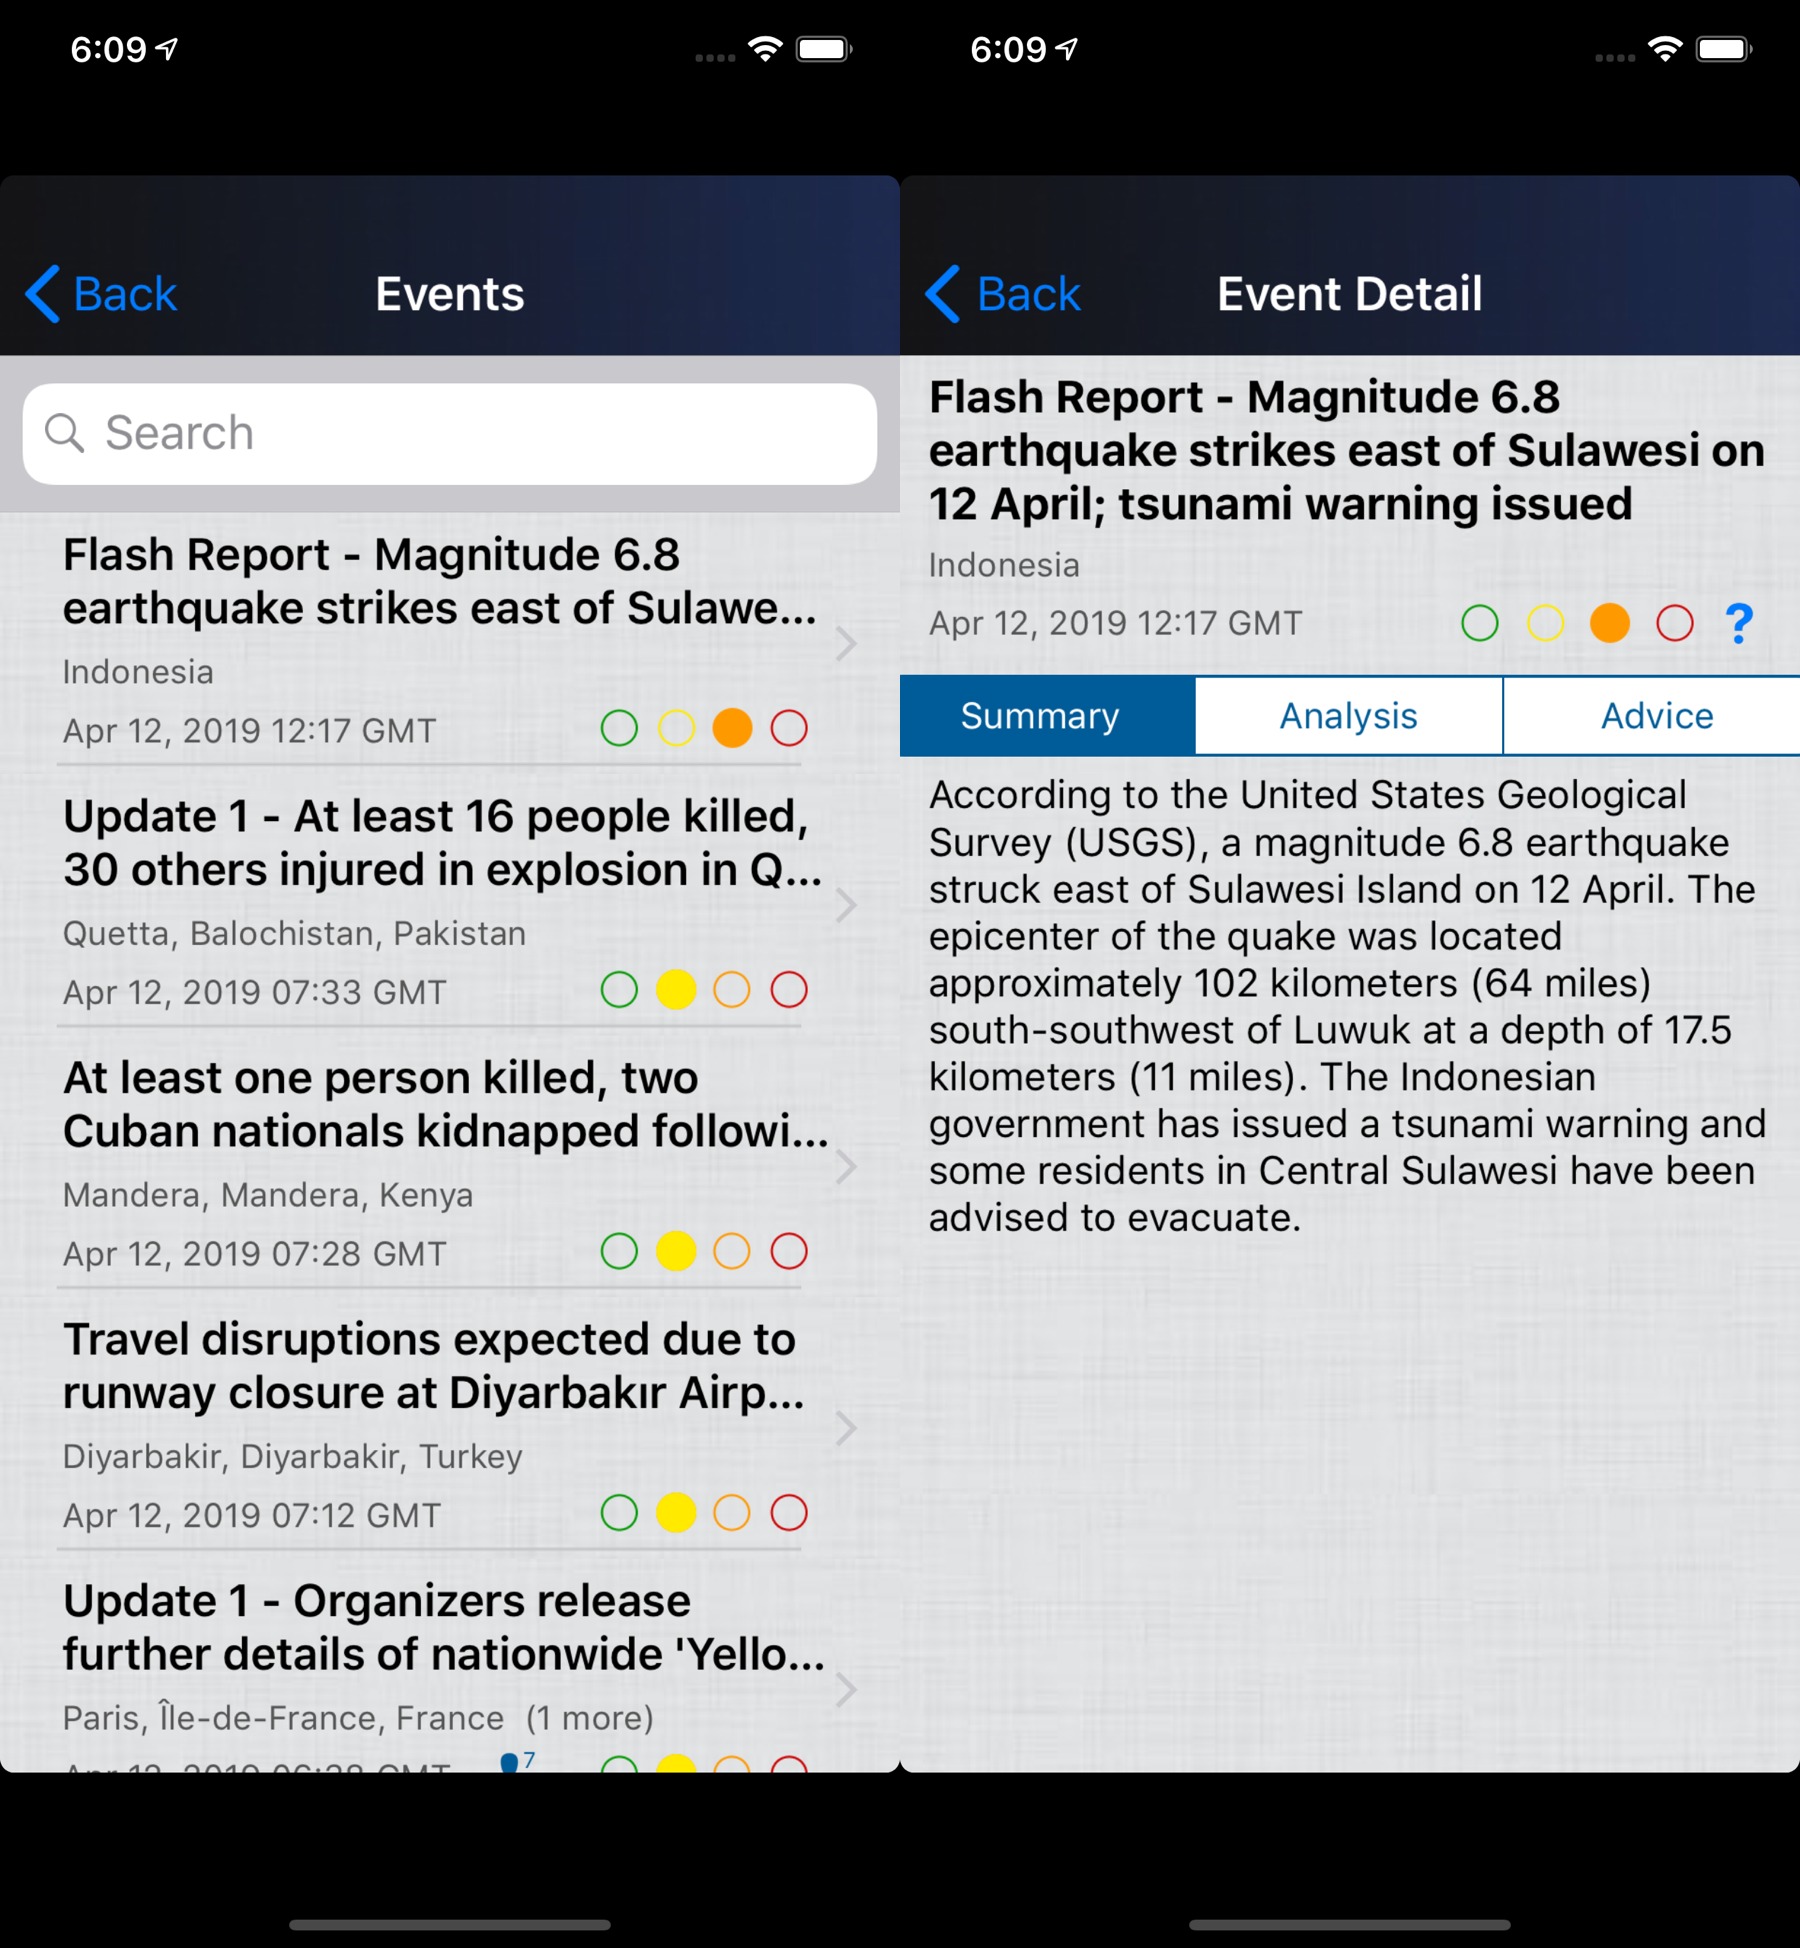 6:09
Back
Events
Search
Flash Report - Magnitude 6.8
earthquake strikes east of Sulawe...
Indonesia
Apr 12, 2019 12:17 GMT
Update 1 - At least 16 people killed,
30 others injured in explosion in Q...
Quetta, Balochistan, Pakistan
Apr 12, 2019 07:33 GMT
At least one person killed, two
Cuban nationals kidnapped followi...
Mandera, Mandera, Kenya
Apr 12, 2019 07:28 GMT
Travel disruptions expected due to
runway closure at Diyarbakır Airp...
Diyarbakir, Diyarbakir, Turkey
Apr 12, 2019 07:12 GMT
Update 1 - Organizers release
further details of nationwide 'Yello...
Paris, Île-de-France, France (1 more)
Apr 12, 2019 06:28 GMT 7
6:09
Back
Event Detail
Flash Report - Magnitude 6.8
earthquake strikes east of Sulawesi on
12 April; tsunami warning issued
Indonesia
Apr 12, 2019 12:17 GMT ?
Summary Analysis Advice
According to the United States Geological
Survey (USGS), a magnitude 6.8 earthquake
struck east of Sulawesi Island on 12 April. The
epicenter of the quake was located
approximately 102 kilometers (64 miles)
south-southwest of Luwuk at a depth of 17.5
kilometers (11 miles). The Indonesian
government has issued a tsunami warning and
some residents in Central Sulawesi have been
advised to evacuate.